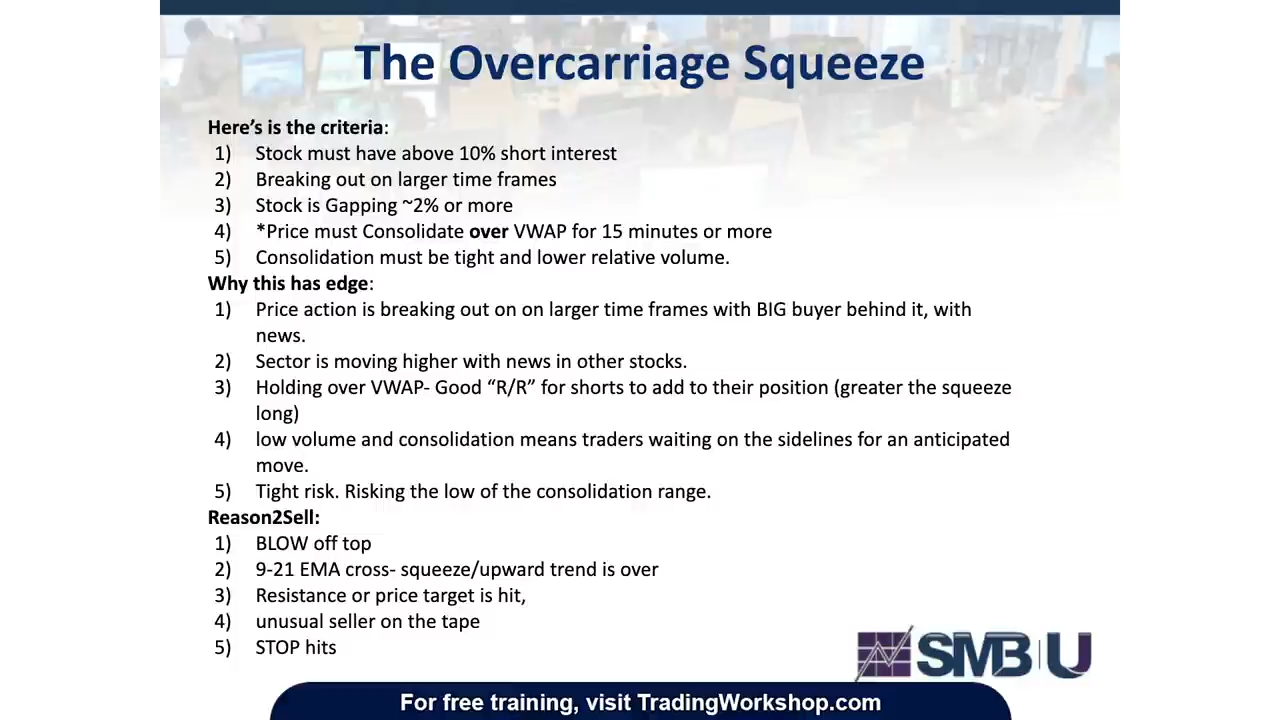 The Overcarriage Squeeze
Here's is the criteria:
1) Stock must have above 10% short interest
2) Breaking out on larger time frames
3) Stock is Gapping ~2% or more
4) *Price must Consolidate over VWAP for 15 minutes or more
5) Consolidation must be tight and lower relative volume.
Why this has edge:
1) Price action is breaking out on on larger time frames with BIG buyer behind it, with
news.
2) Sector is moving higher with news in other stocks.
3) Holding over VWAP- Good “R/R” for shorts to add to their position (greater the squeeze
long)
4) low volume and consolidation means traders waiting on the sidelines for an anticipated
move.
5) Tight risk. Risking the low of the consolidation range.
Reason2Sell:
1) BLOW off top
2) 9-21 EMA cross- squeeze/upward trend is over
3) Resistance or price target is hit,
4) unusual seller on the tape
5) STOP hits
SMB U
For free training, visit TradingWorkshop.com